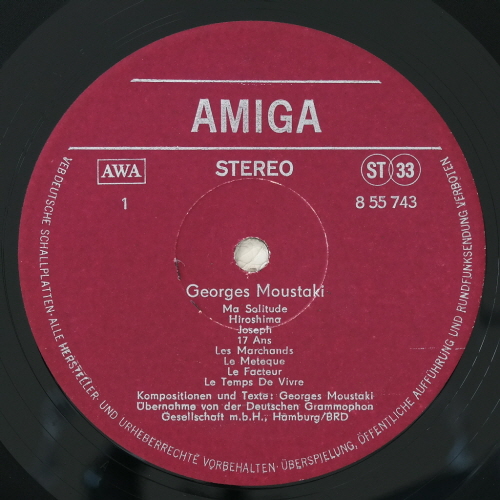 AMIGA
AWA
STEREO
ST 33
1
8 55 743
Georges Moustaki
Ma Solitude
Hiroshima
Joseph
17 Ans
Les Marchands
Le Meteque
Le Facteur
Le Temps De Vivre
Kompositionen und Texte: Georges Moustaki
Übernahme von der Deutschen Grammophon
Gesellschaft m.b.H., Hamburg/BRD
VEB DEUTSCHE SCHALLPLATTEN · ALLE HERSTELLER- UND URHEBERRECHTE VORBEHALTEN · ÜBERSPIELUNG, ÖFFENTLICHE AUFFÜHRUNG UND RUNDFUNKSENDUNG VERBOTEN